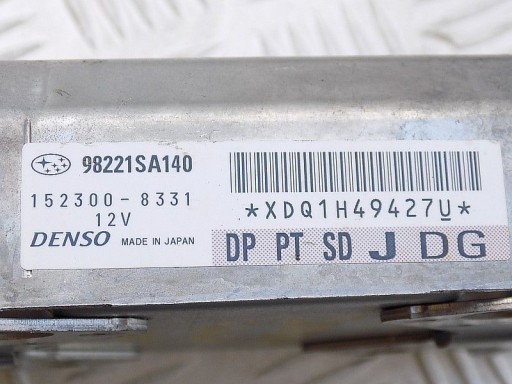 98221SA140
152300-8331
12V
DENSO MADE IN JAPAN
*XDQ1H49427U*
DP PT SD J DG